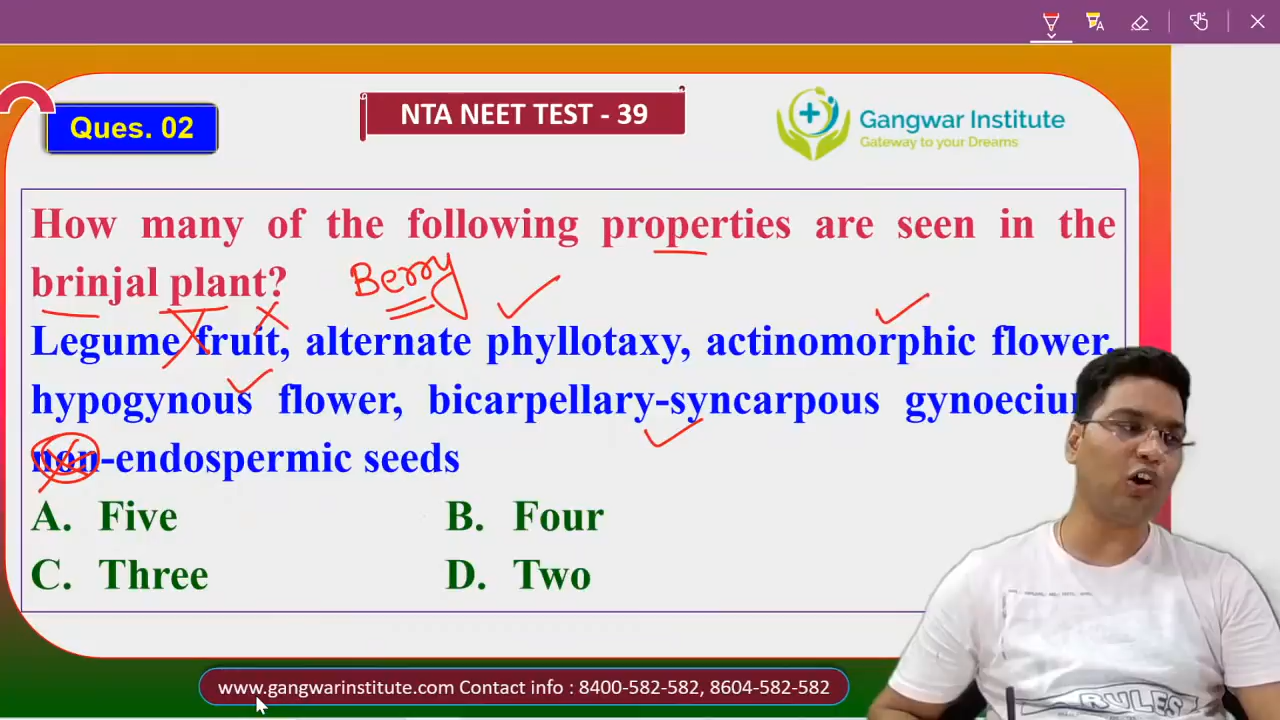 Ques. 02
NTA NEET TEST - 39
Gangwar Institute
Gateway to your Dreams
How many of the following properties are seen in the
brinjal plant?
Berry
Legume fruit, alternate phyllotaxy, actinomorphic flower,
hypogynous flower, bicarpellary-syncarpous gynoecium
non-endospermic seeds
A. Five
B. Four
C. Three
D. Two
RULES
www.gangwarinstitute.com Contact info : 8400-582-582, 8604-582-582